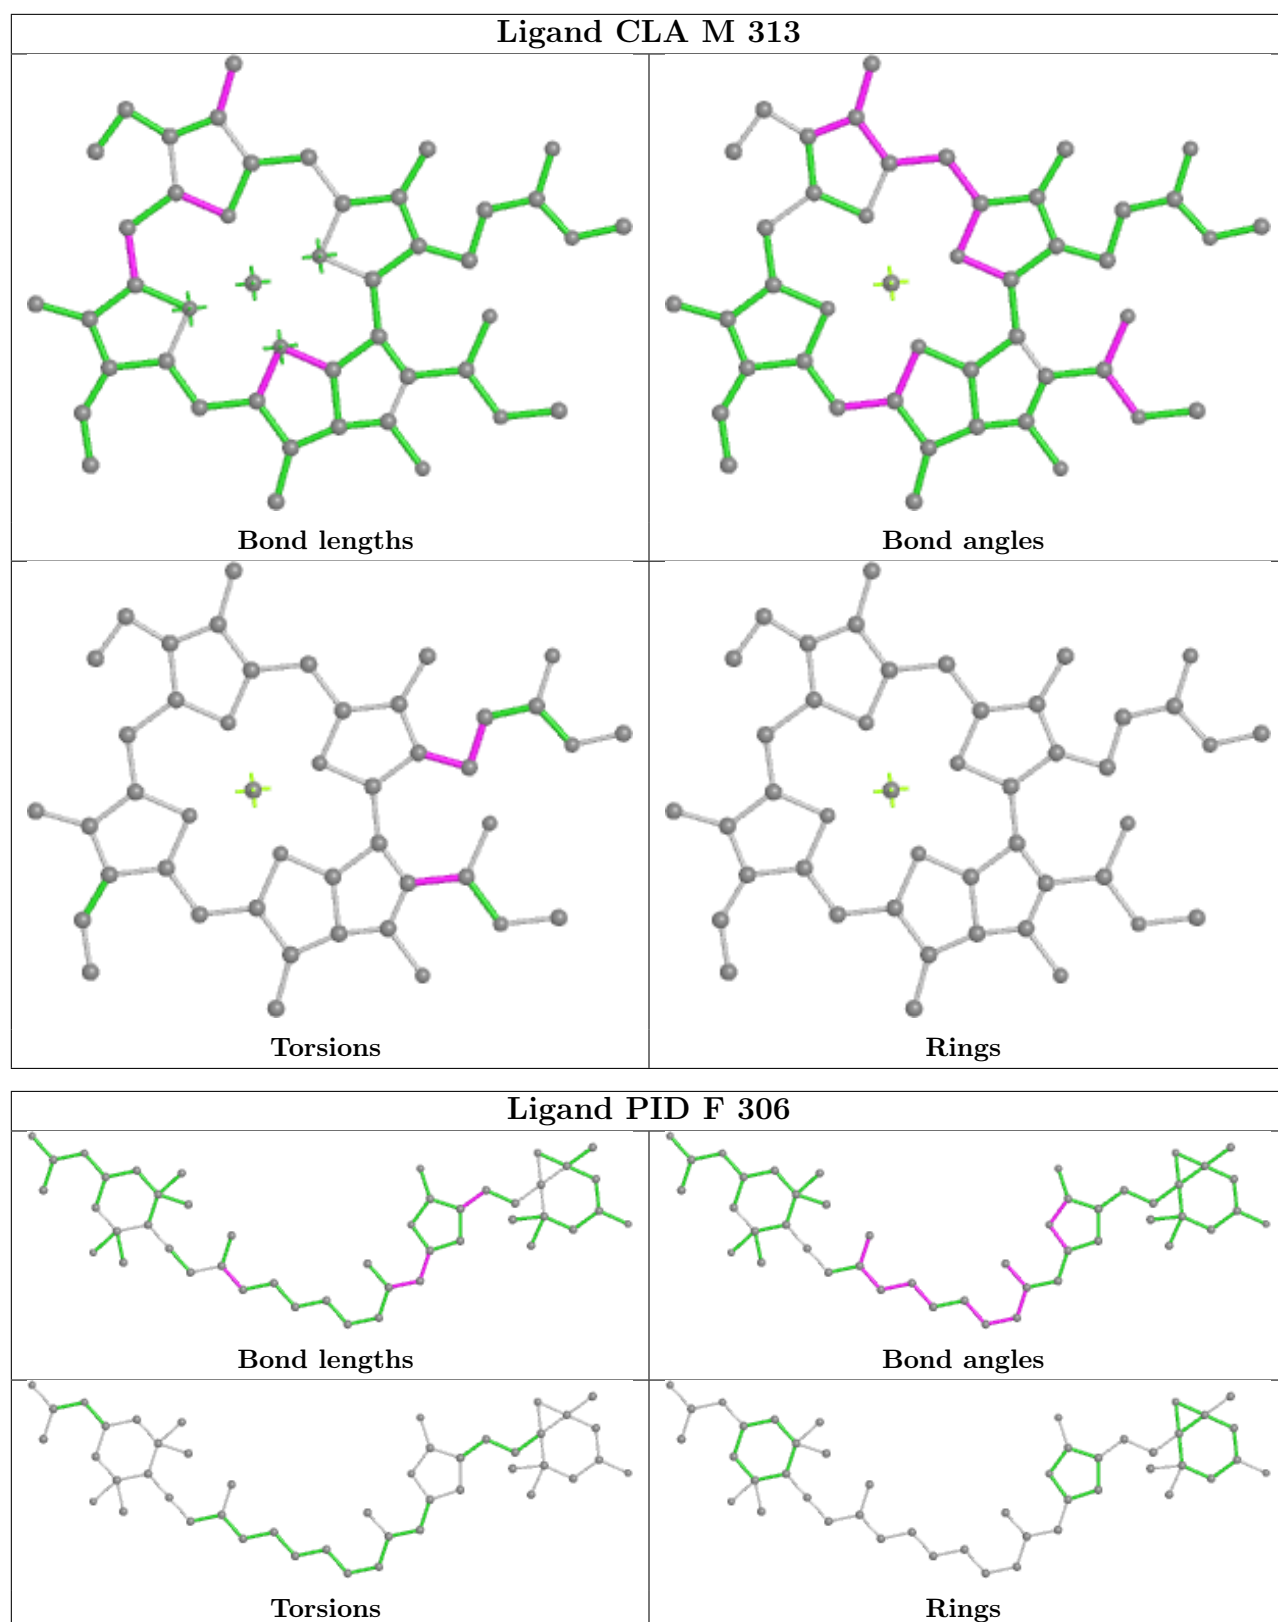 Ligand CLA M 313
Bond lengths
Bond angles
Torsions
Rings
Ligand PID F 306
Bond lengths
Bond angles
Torsions
Rings